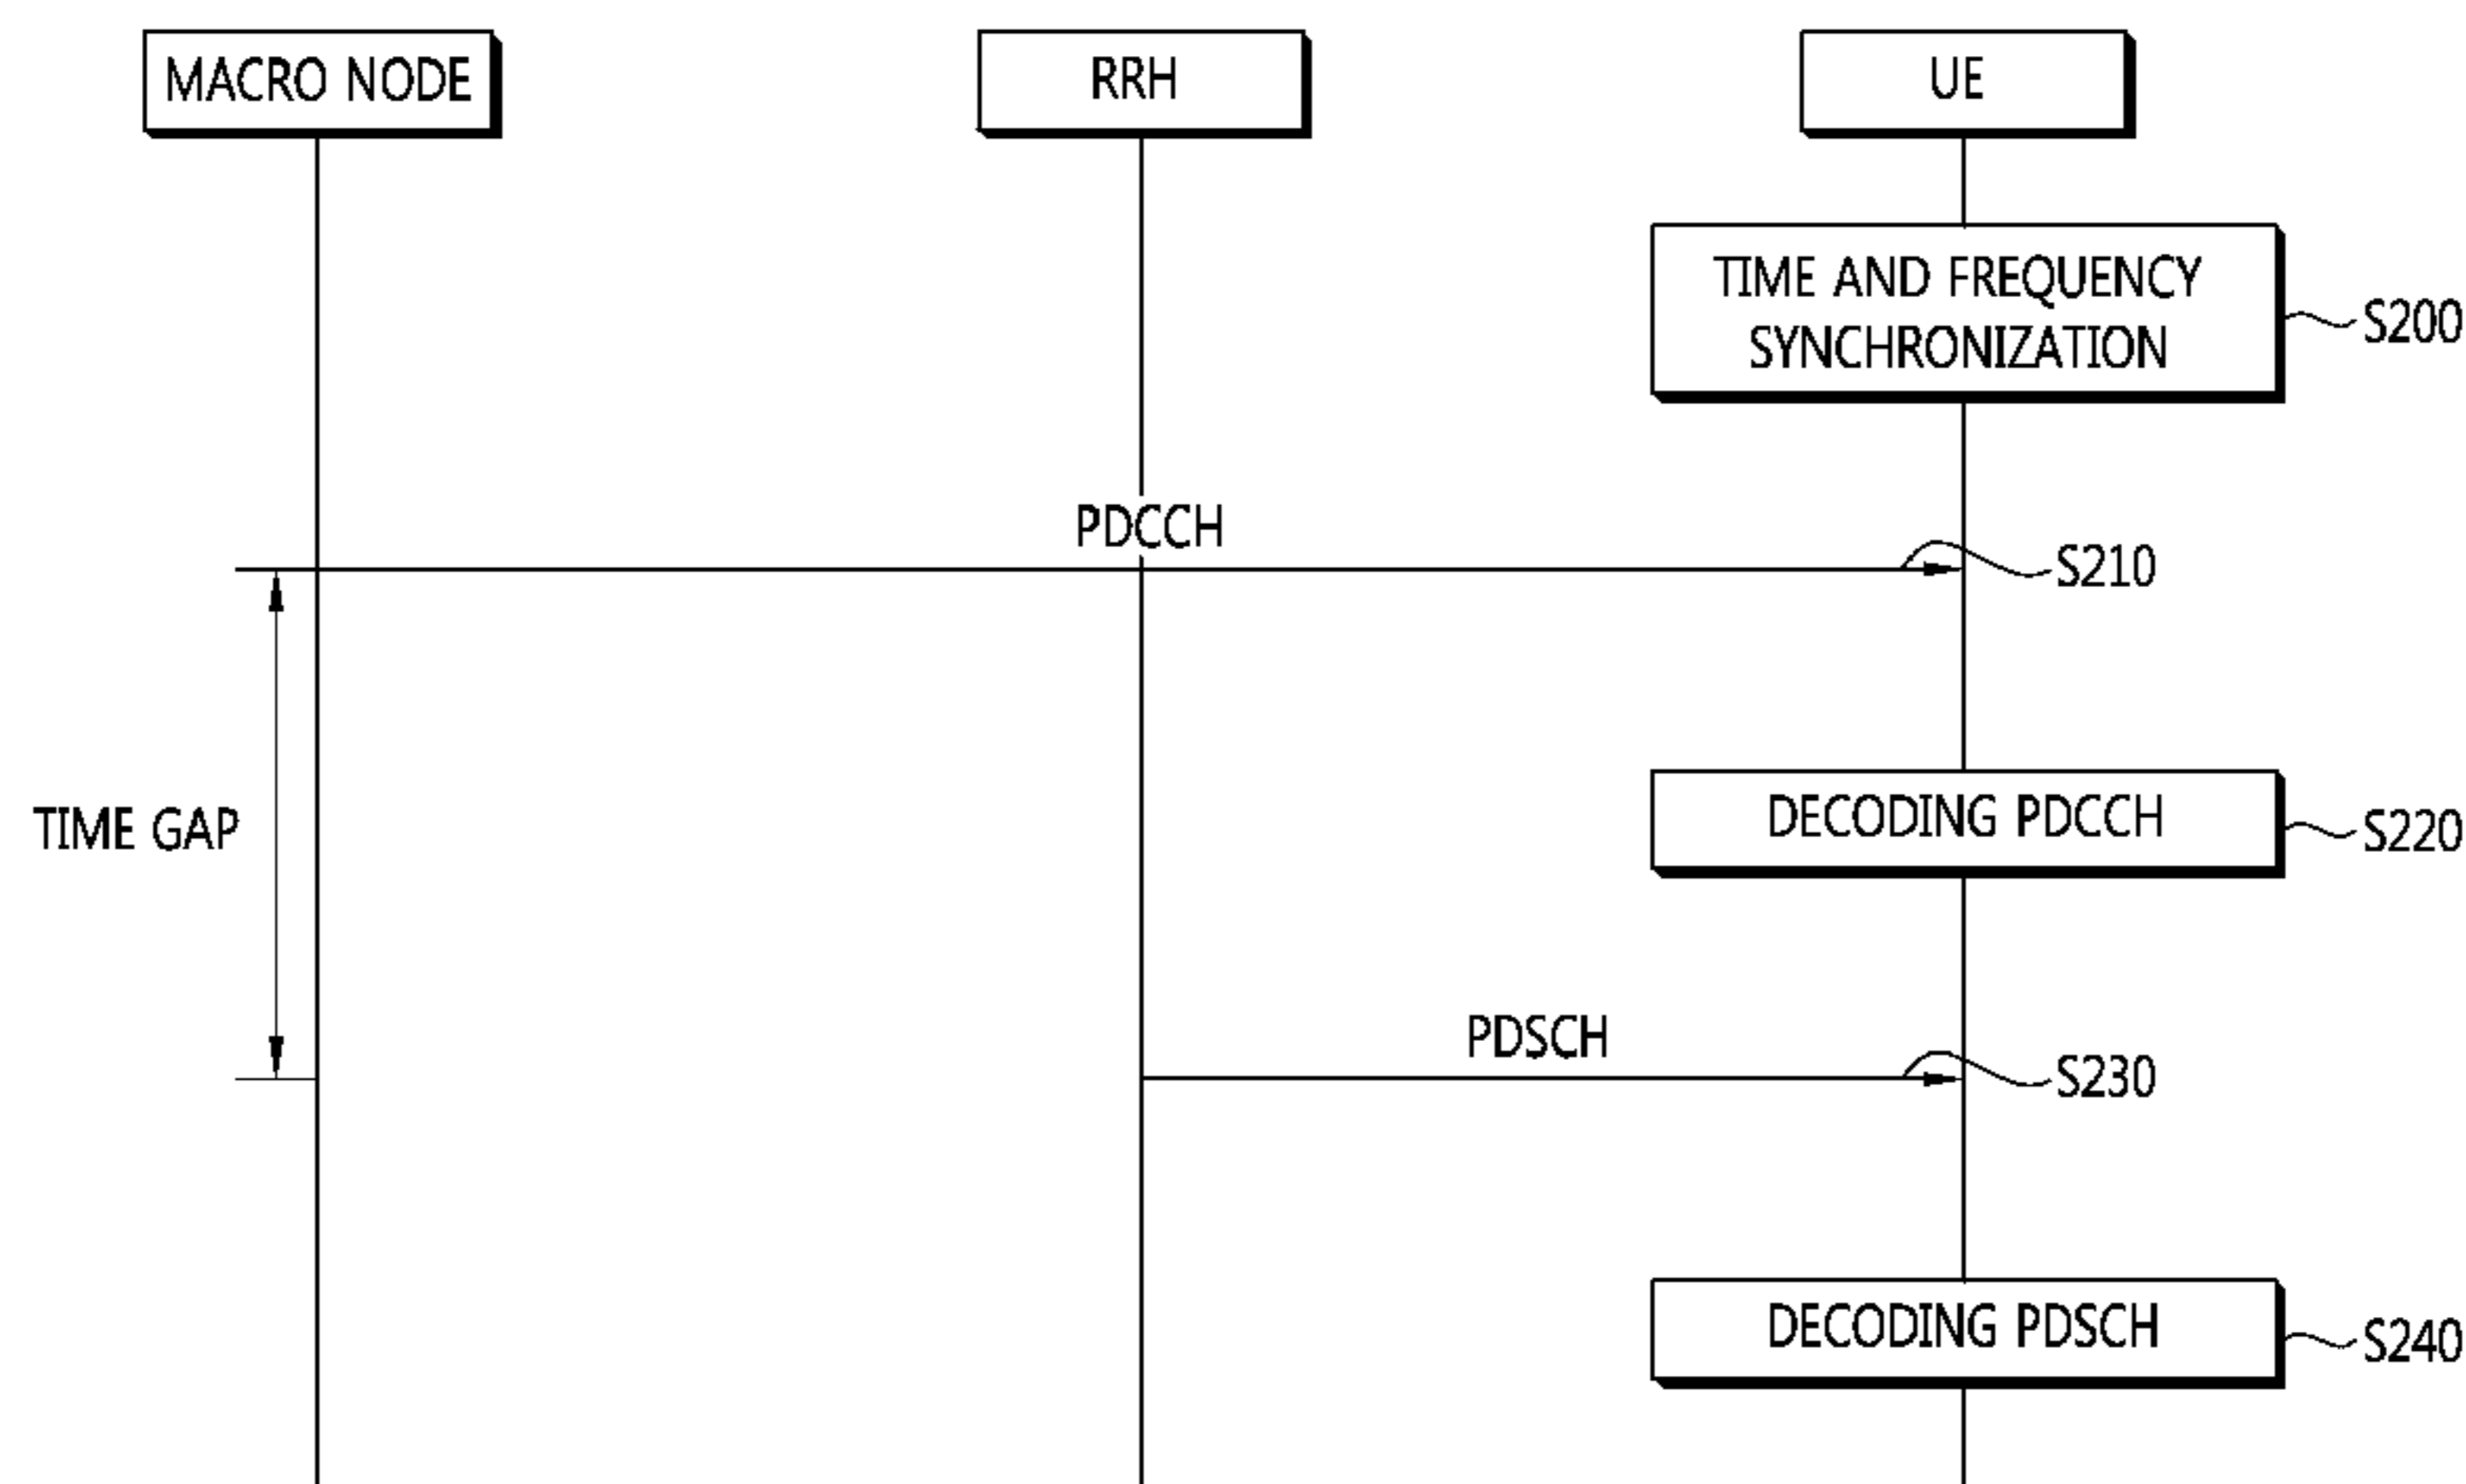 MACRO NODE
RRH
UE
TIME AND FREQUENCY
SYNCHRONIZATION
S200
PDCCH
S210
TIME GAP
DECODING PDCCH
S220
PDSCH
S230
DECODING PDSCH
S240